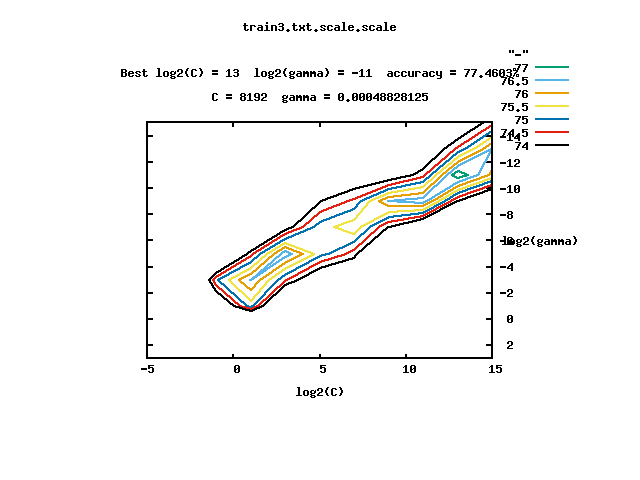 train3.txt.scale.scale
"-"
Best log2(C) = 13 log2(gamma) = -11 accuracy = 77.4603%
77
76.5
C = 8192 gamma = 0.00048828125
76
75.5
75
74.5
74
-14
-12
-10
-8
-6
log2(gamma)
-4
-2
0
2
-5 0 5 10 15
log2(C)